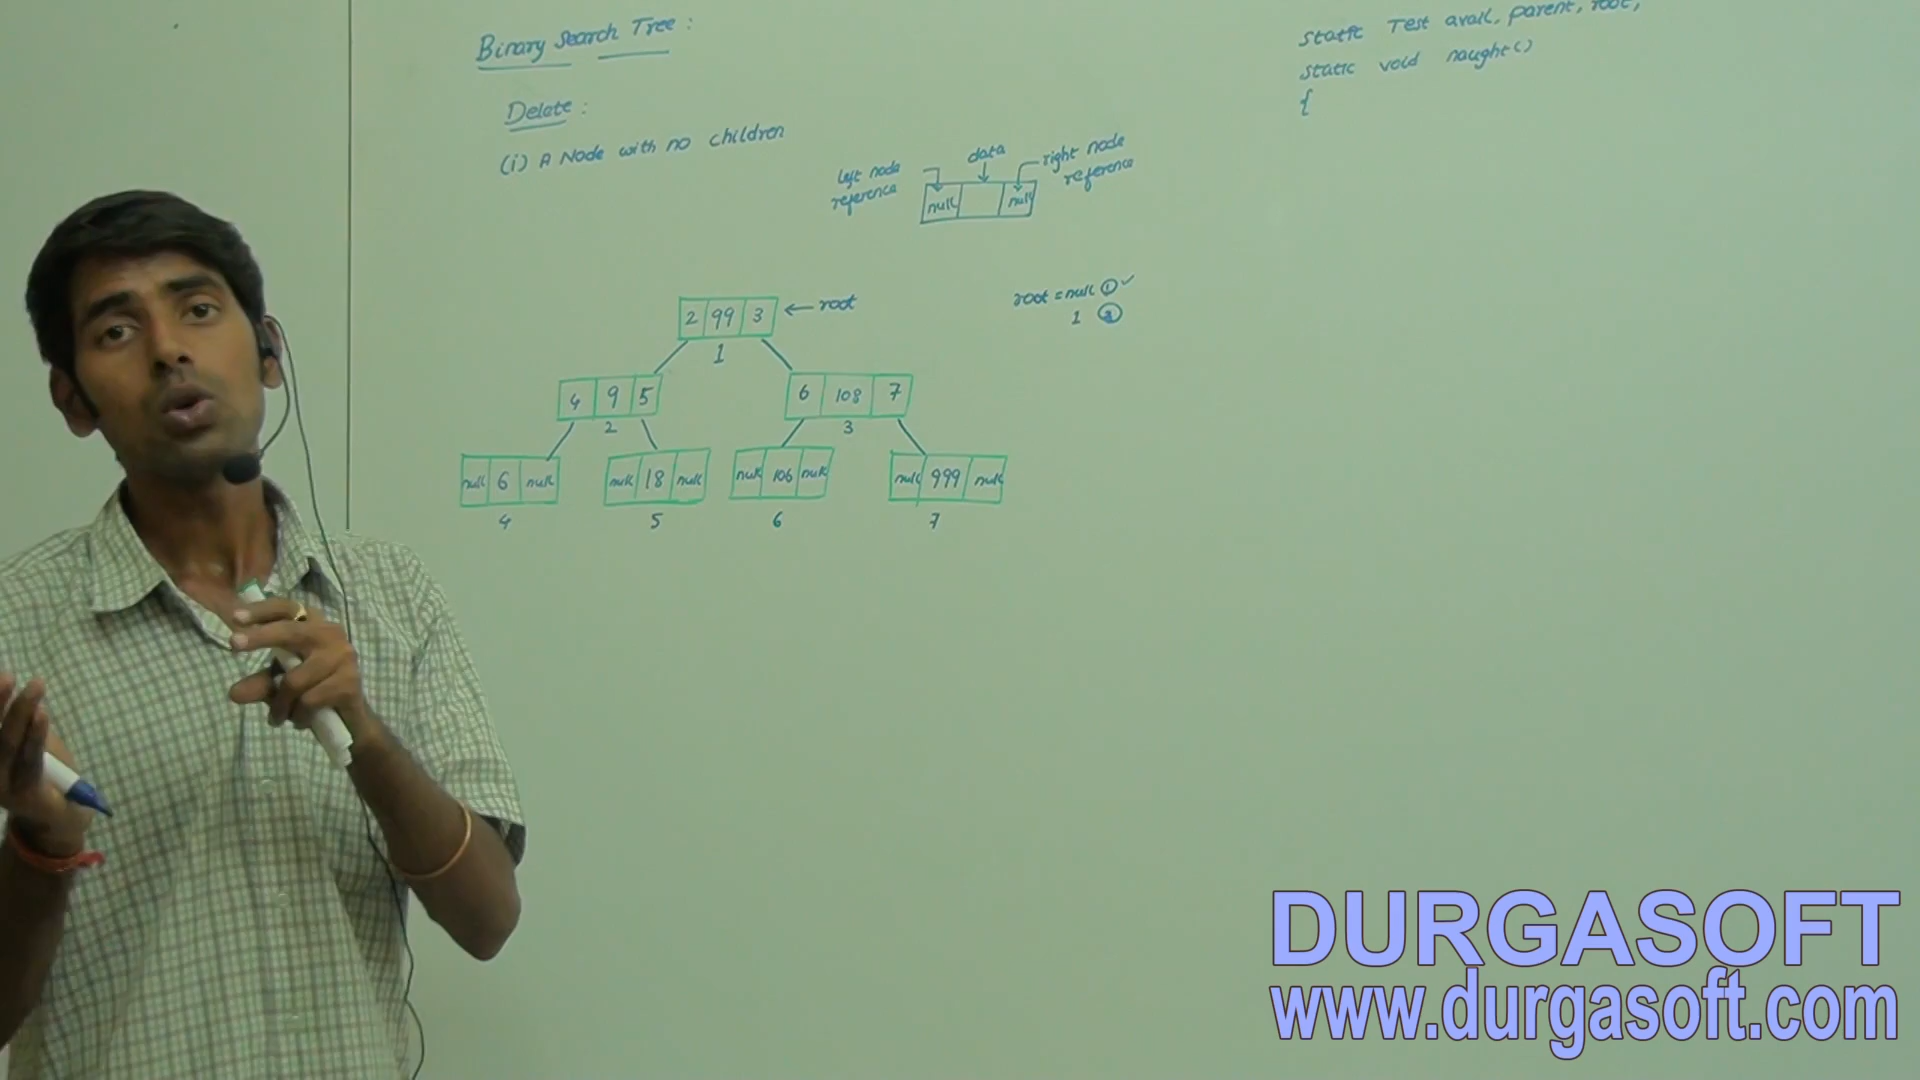 Binary Search Tree :
Delete :
(i) A Node with no children
left node
reference
data
right node
reference
null
null
2 99 3
← root
1
4 9 5
2
6 108 7
3
null 6 null
4
null 18 null
5
null 106 null
6
null 999 null
7
root = null ① ✓
1 ②
static Test avail, parent, root,
static void naught()
{
DURGASOFT
www.durgasoft.com